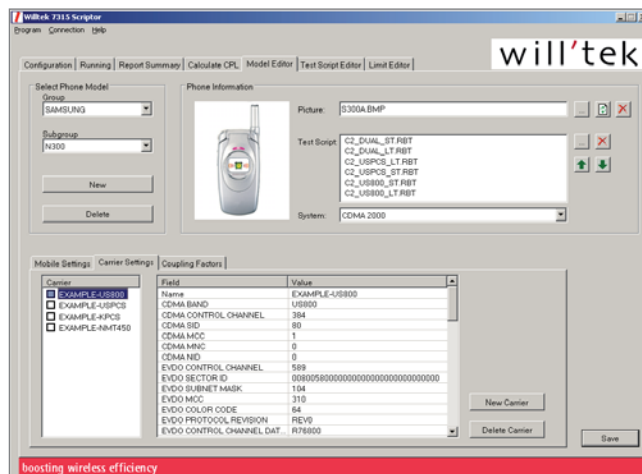 Willtek 7315 Scriptor
Program Connection Help
will'tek
Configuration Running Report Summary Calculate CPL Model Editor Test Script Editor Limit Editor
Select Phone Model
Group
SAMSUNG
Subgroup
N300
New
Delete
Phone Information
Picture: S300A.BMP ...
Test Script C2_DUAL_ST.RBT ...
C2_DUAL_LT.RBT
C2_USPCS_LT.RBT
C2_USPCS_ST.RBT
C2_US800_ST.RBT
C2_US800_LT.RBT
System: CDMA 2000
Mobile Settings Carrier Settings Coupling Factors
Carrier
EXAMPLE-US800
EXAMPLE-USPCS
EXAMPLE-KPCS
EXAMPLE-NMT450
Field Value
Name EXAMPLE-US800
CDMA BAND US800
CDMA CONTROL CHANNEL 384
CDMA SID 80
CDMA MCC 1
CDMA MNC 0
CDMA NID 0
EVDO CONTROL CHANNEL 589
EVDO SECTOR ID
EVDO SUBNET MASK 104
EVDO MCC 310
EVDO COLOR CODE 64
EVDO PROTOCOL REVISION REV0
EVDO CONTROL CHANNEL DAT... R76800
New Carrier
Delete Carrier
Save
boosting wireless efficiency